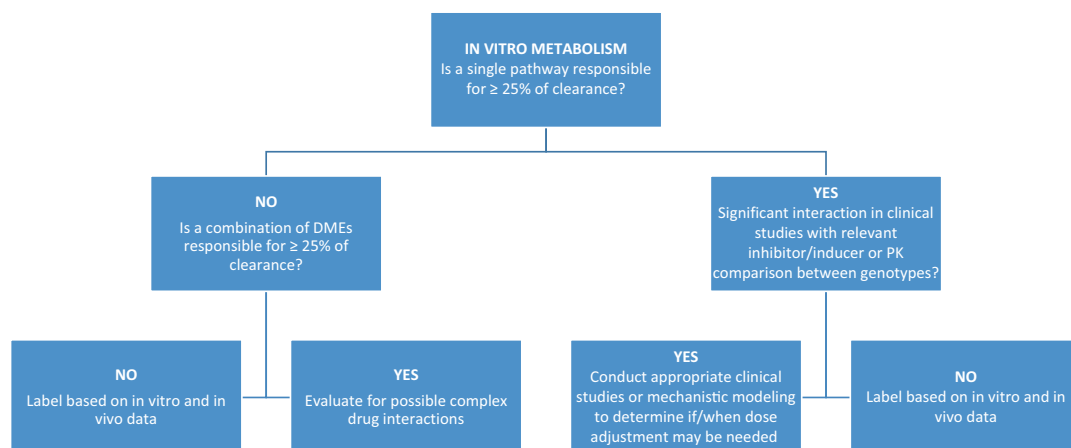 IN VITRO METABOLISM
Is a single pathway responsible
for ≥ 25% of clearance?
NO
Is a combination of DMEs
responsible for ≥ 25% of
clearance?
YES
Significant interaction in clinical
studies with relevant
inhibitor/inducer or PK
comparison between genotypes?
NO
Label based on in vitro and in
vivo data
YES
Evaluate for possible complex
drug interactions
YES
Conduct appropriate clinical
studies or mechanistic modeling
to determine if/when dose
adjustment may be needed
NO
Label based on in vitro and in
vivo data